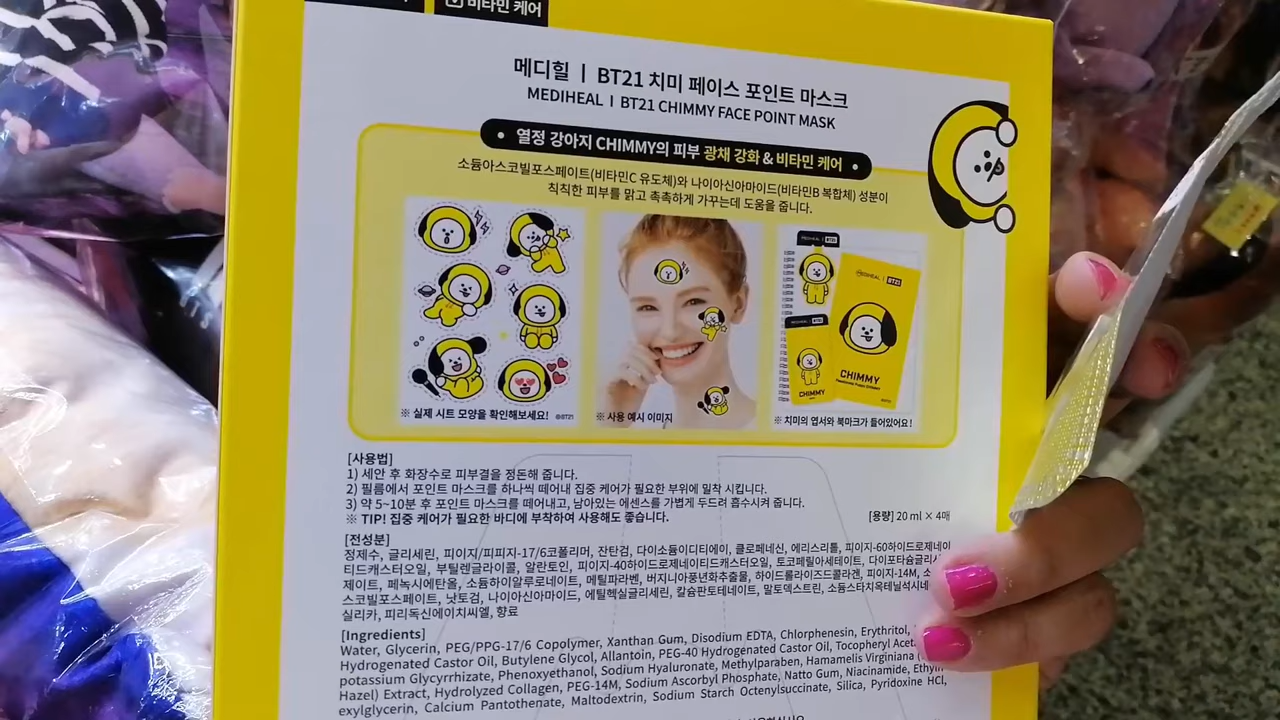 비타민 케어
메디힐 | BT21 치미 페이스 포인트 마스크
MEDIHEAL | BT21 CHIMMY FACE POINT MASK
열정 강아지 CHIMMY의 피부 광채 강화 & 비타민 케어
소듐아스코빌포스페이트(비타민C 유도체)와 나이아신아마이드(비타민B 복합체) 성분이
칙칙한 피부를 맑고 촉촉하게 가꾸는데 도움을 줍니다.
MEDIHEAL BT21
MEDIHEAL | BT21
CHIMMY
CHIMMY
※ 실제 시트 모양을 확인해보세요! ©BT21
※ 사용 예시 이미지
※ 치미의 엽서와 북마크가 들어있어요!
[사용법]
1) 세안 후 화장수로 피부결을 정돈해 줍니다.
2) 필름에서 포인트 마스크를 하나씩 떼어내 집중 케어가 필요한 부위에 밀착 시킵니다.
3) 약 5~10분 후 포인트 마스크를 떼어내고, 남아있는 에센스를 가볍게 두드려 흡수시켜 줍니다.
※ TIP! 집중 케어가 필요한 바디에 부착하여 사용해도 좋습니다.
[용량] 20 ml × 4매
[전성분]
정제수, 글리세린, 피이지/피피지-17/6코폴리머, 잔탄검, 다이소듐이디티에이, 클로페네신, 에리스리톨, 피이지-60하이드로제네이
티드캐스터오일, 부틸렌글라이콜, 알란토인, 피이지-40하이드로제네이티드캐스터오일, 토코페릴아세테이트, 다이포타슘글리시
제이트, 페녹시에탄올, 소듐하이알루로네이트, 메틸파라벤, 버지니아풍년화추출물, 하이드롤라이즈드콜라겐, 피이지-14M, 소
스코빌포스페이트, 낫토검, 나이아신아마이드, 에틸헥실글리세린, 칼슘판토테네이트, 말토덱스트린, 소듐스타치옥테닐석시네
실리카, 피리독신에이치씨엘, 향료
[Ingredients]
Water, Glycerin, PEG/PPG-17/6 Copolymer, Xanthan Gum, Disodium EDTA, Chlorphenesin, Erythritol,
Hydrogenated Castor Oil, Butylene Glycol, Allantoin, PEG-40 Hydrogenated Castor Oil, Tocopheryl Acet
potassium Glycyrrhizate, Phenoxyethanol, Sodium Hyaluronate, Methylparaben, Hamamelis Virginiana (
Hazel) Extract, Hydrolyzed Collagen, PEG-14M, Sodium Ascorbyl Phosphate, Natto Gum, Niacinamide, Ethyl
exylglycerin, Calcium Pantothenate, Maltodextrin, Sodium Starch Octenylsuccinate, Silica, Pyridoxine HCl,